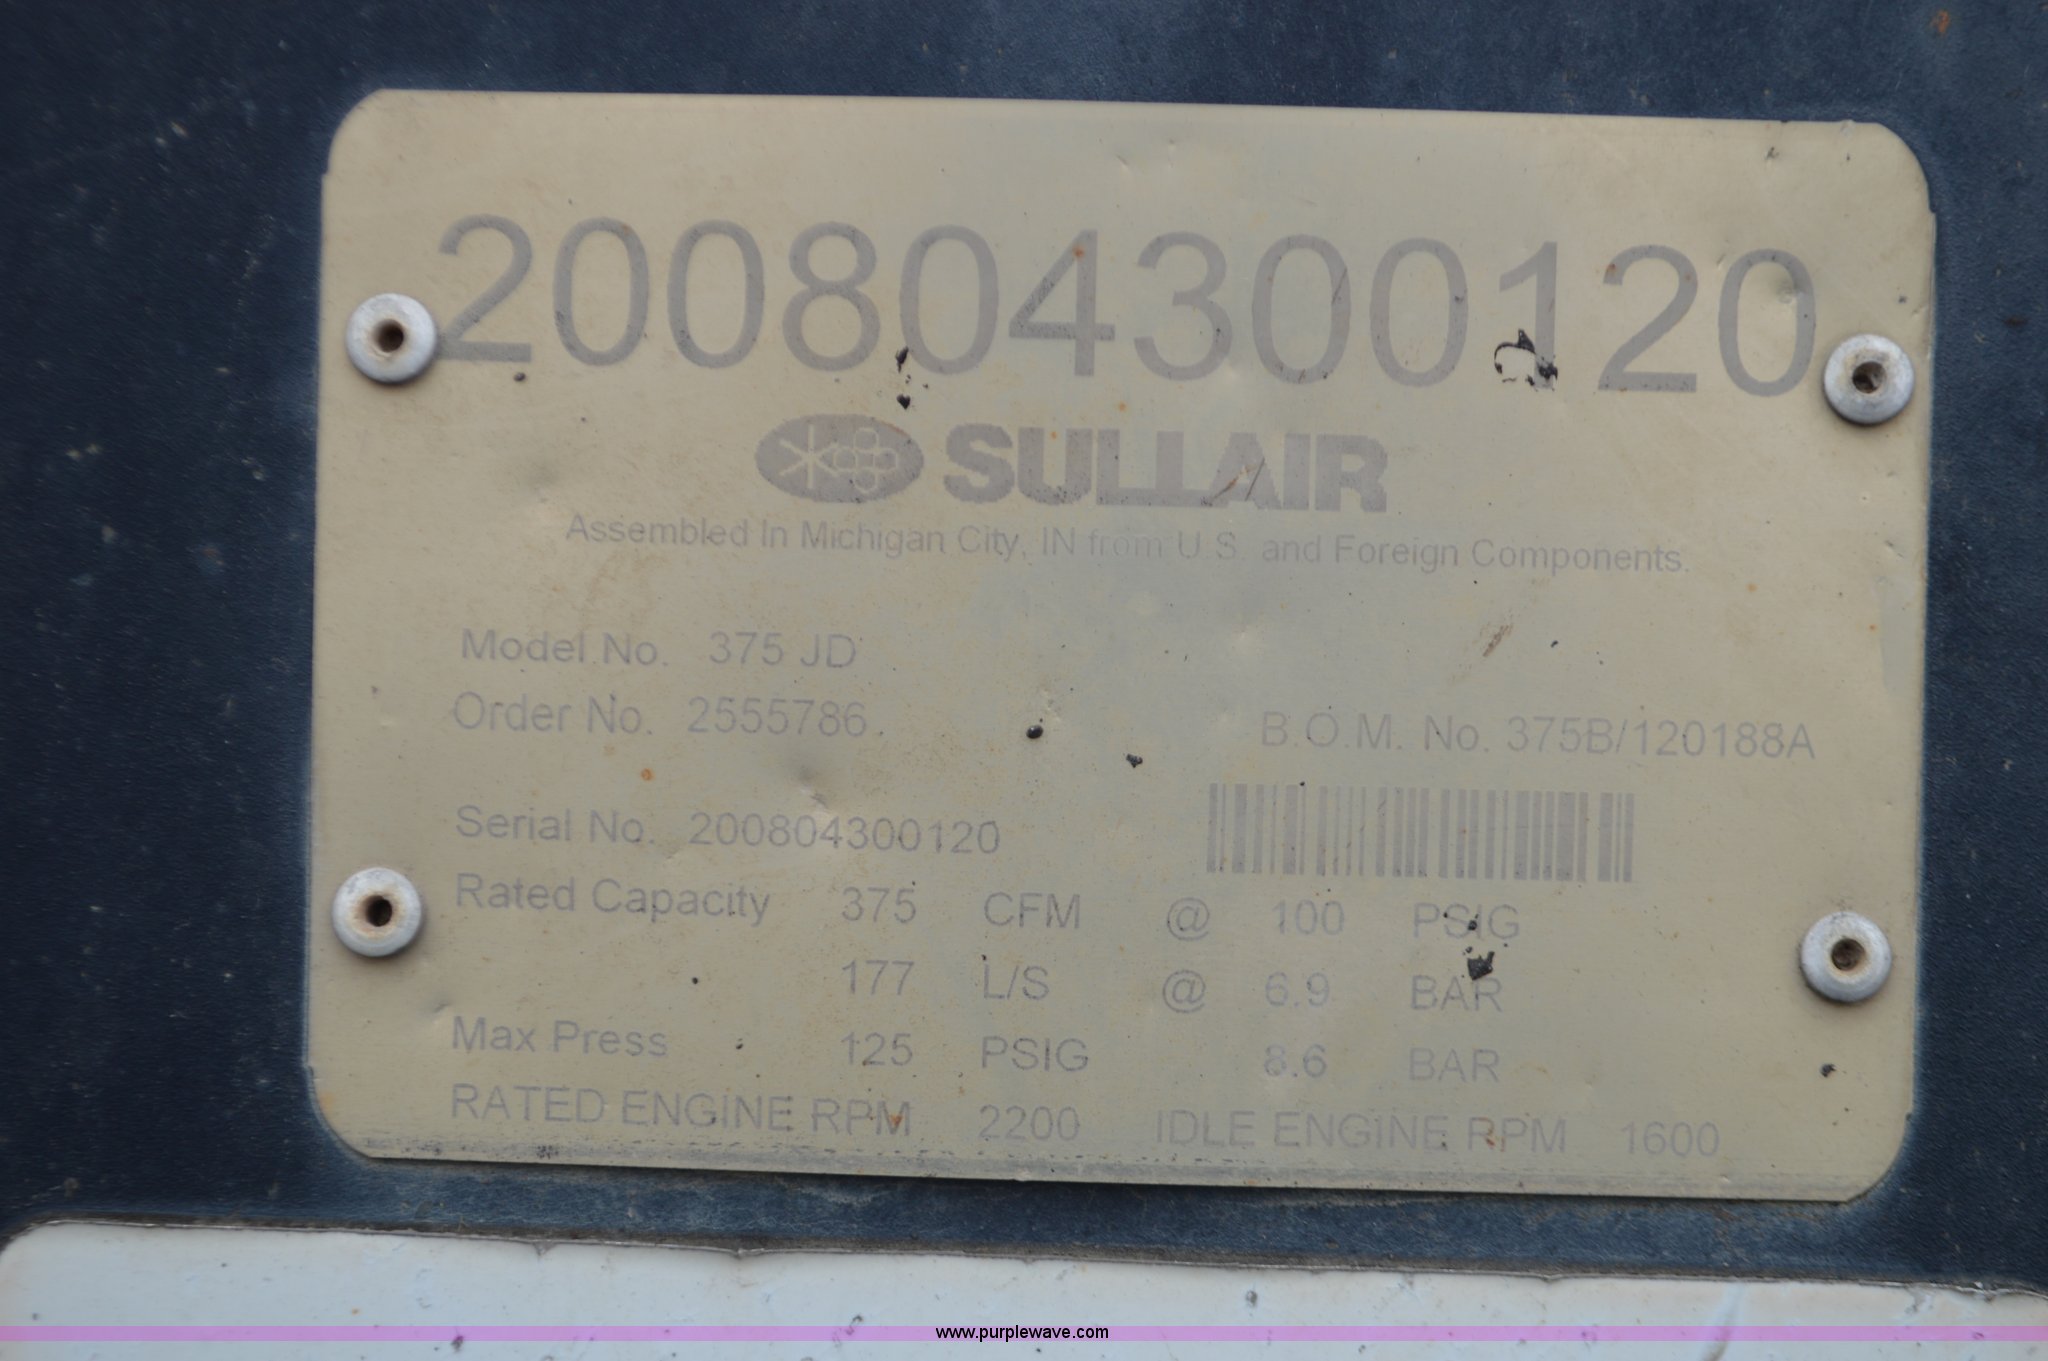 200804300120
SULLAIR
Assembled In Michigan City, IN from U.S. and Foreign Components.
Model No. 375 JD
Order No. 2555786 B.O.M. No. 375B/120188A
Serial No. 200804300120
Rated Capacity 375 CFM @ 100 PSIG
177 L/S @ 6.9 BAR
Max Press 125 PSIG 8.6 BAR
RATED ENGINE RPM 2200 IDLE ENGINE RPM 1600
www.purplewave.com